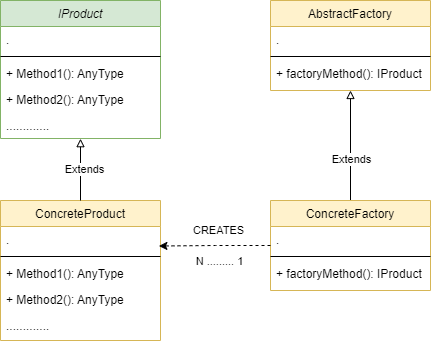 IProduct
.
+ Method1(): AnyType
+ Method2(): AnyType
.............
AbstractFactory
.
+ factoryMethod(): IProduct
Extends
Extends
ConcreteProduct
.
+ Method1(): AnyType
+ Method2(): AnyType
.............
CREATES
N ......... 1
ConcreteFactory
.
+ factoryMethod(): IProduct